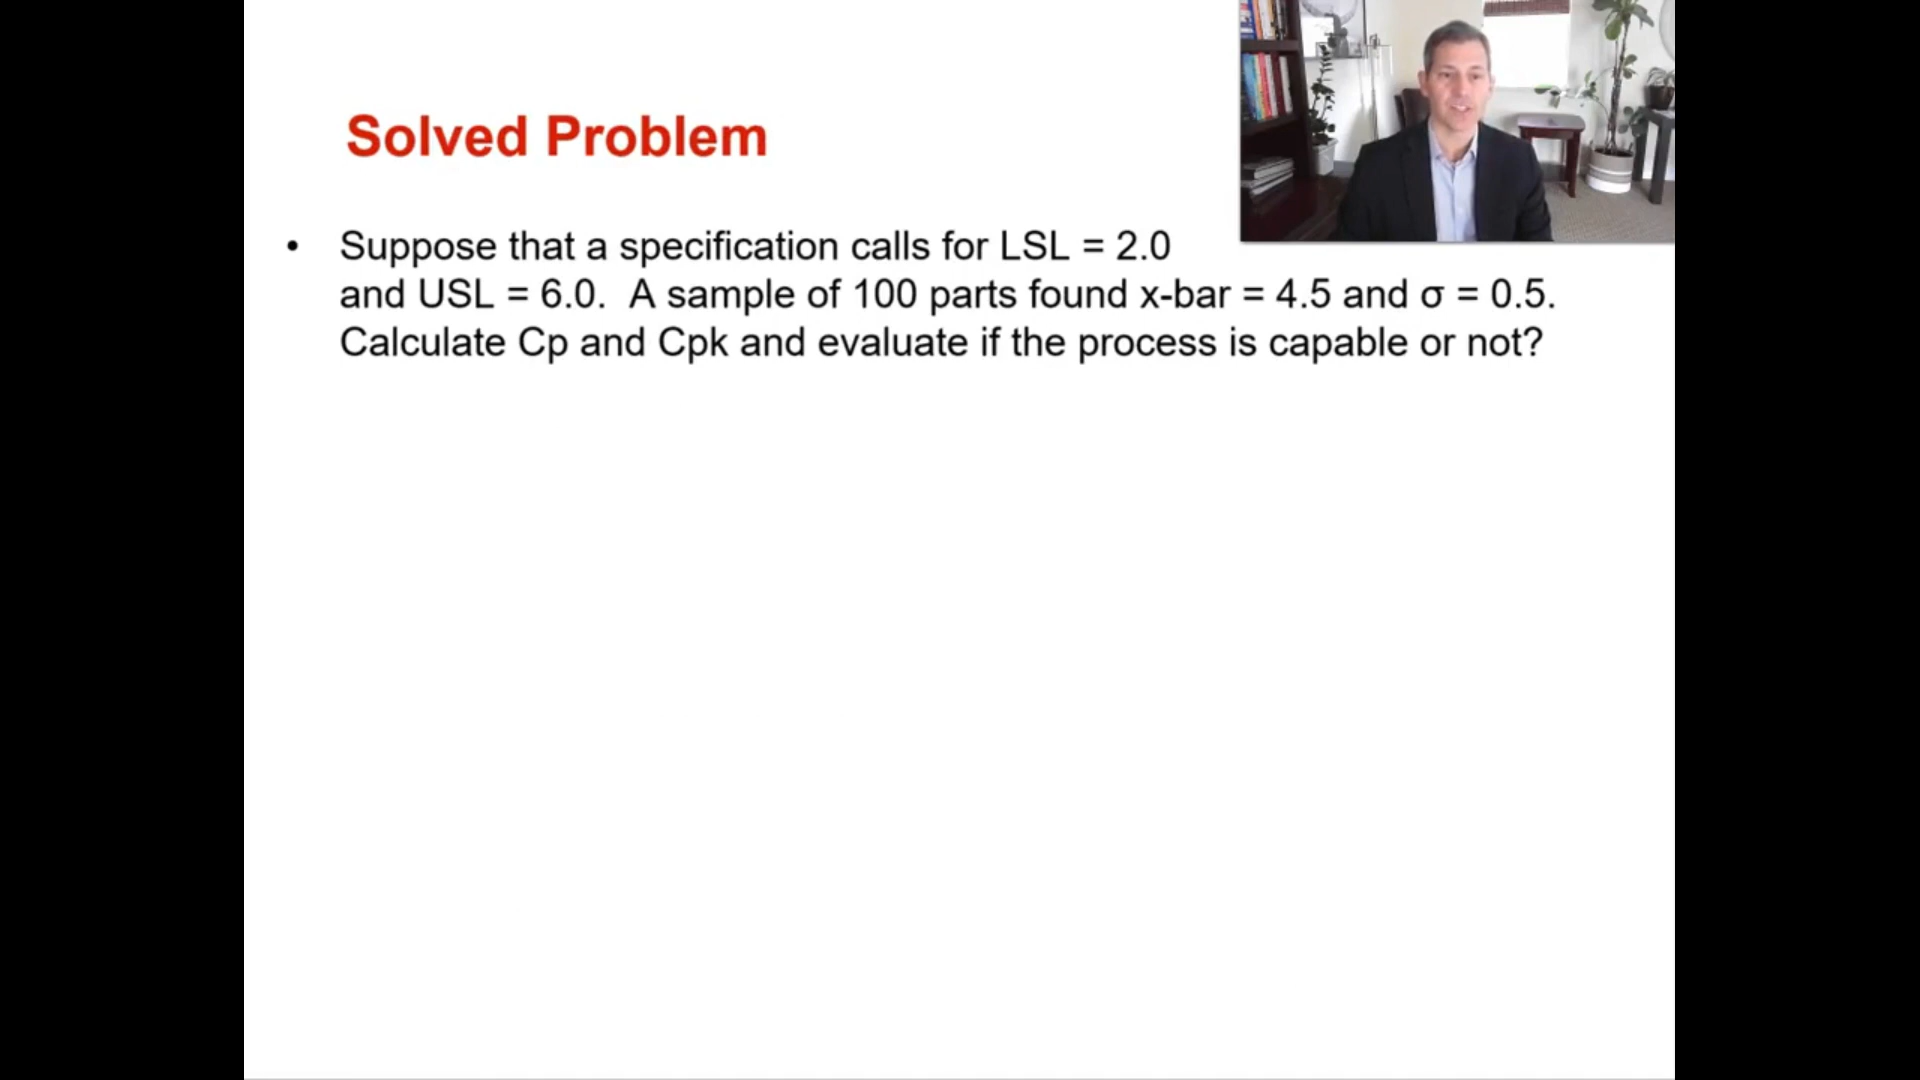 Solved Problem
• Suppose that a specification calls for LSL = 2.0
and USL = 6.0.  A sample of 100 parts found x-bar = 4.5 and σ = 0.5.
Calculate Cp and Cpk and evaluate if the process is capable or not?